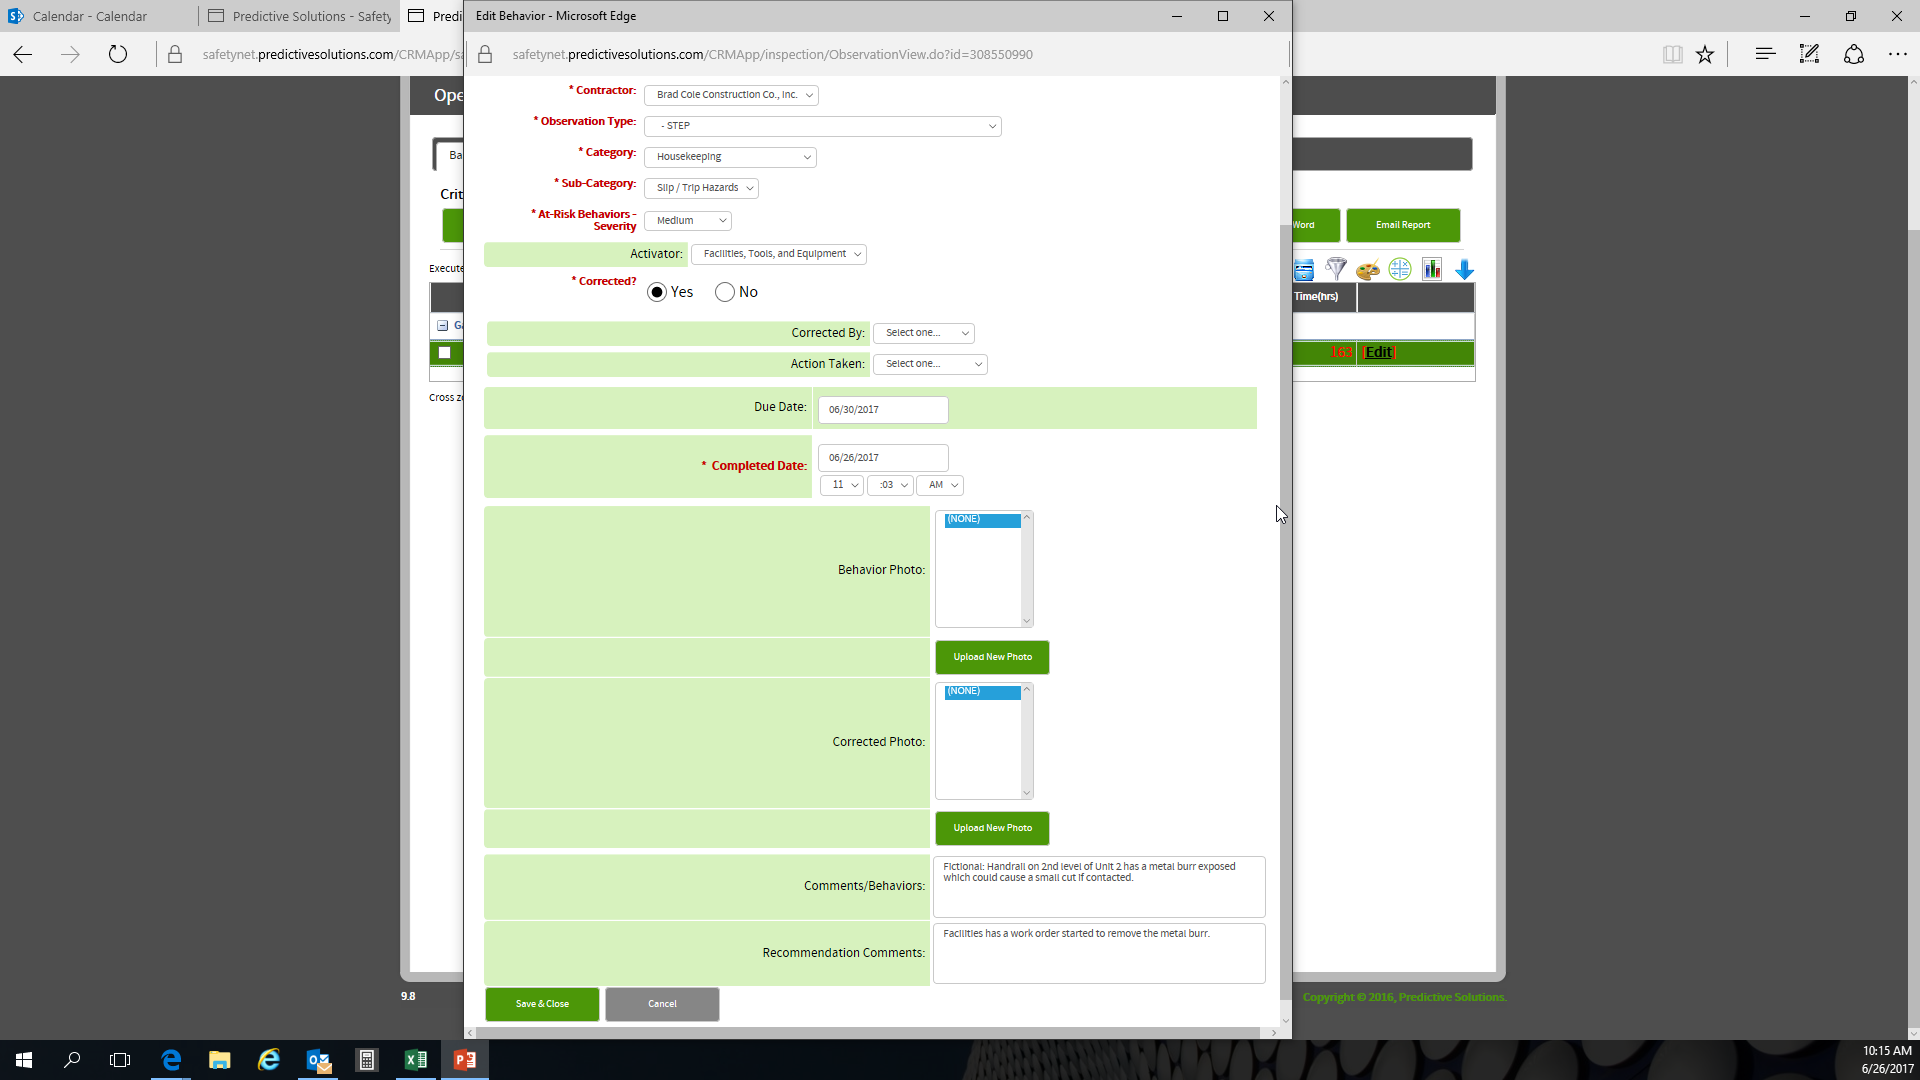 Calendar - Calendar
Predictive Solutions - Safety
Predi
Edit Behavior - Microsoft Edge
safetynet.predictivesolutions.com/CRMApp/sa
safetynet.predictivesolutions.com/CRMApp/inspection/ObservationView.do?id=308550990
Ope
* Contractor:
Brad Cole Construction Co., Inc.
* Observation Type:
- STEP
Ba
* Category:
Housekeeping
* Sub-Category:
Slip / Trip Hazards
Crit
* At-Risk Behaviors -
Severity
Medium
Word
Email Report
Activator:
Facilities, Tools, and Equipment
Execute
* Corrected?
Yes
No
Time(hrs)
Ga
Corrected By:
Select one...
163
[Edit]
Action Taken:
Select one...
Cross zo
Due Date:
06/30/2017
* Completed Date:
06/26/2017
11
:03
AM
(NONE)
Behavior Photo:
Upload New Photo
(NONE)
Corrected Photo:
Upload New Photo
Comments/Behaviors:
Fictional: Handrail on 2nd level of Unit 2 has a metal burr exposed
which could cause a small cut if contacted.
Recommendation Comments:
Facilities has a work order started to remove the metal burr.
Save & Close
Cancel
9.8
Copyright © 2016, Predictive Solutions.
10:15 AM
6/26/2017